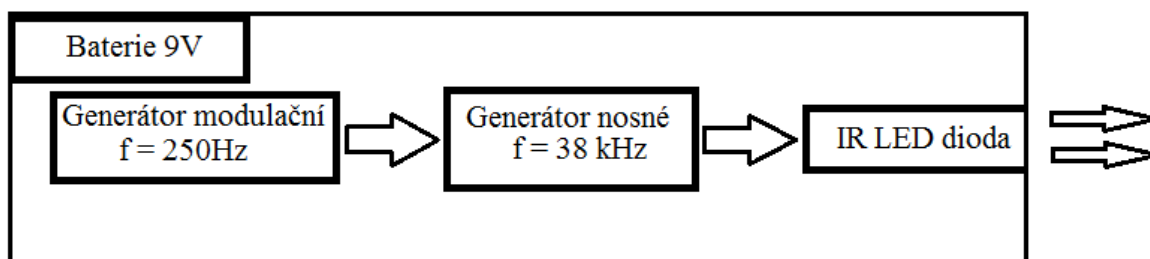 Baterie 9V
Generátor modulační
f = 250Hz
Generátor nosné
f = 38 kHz
IR LED dioda